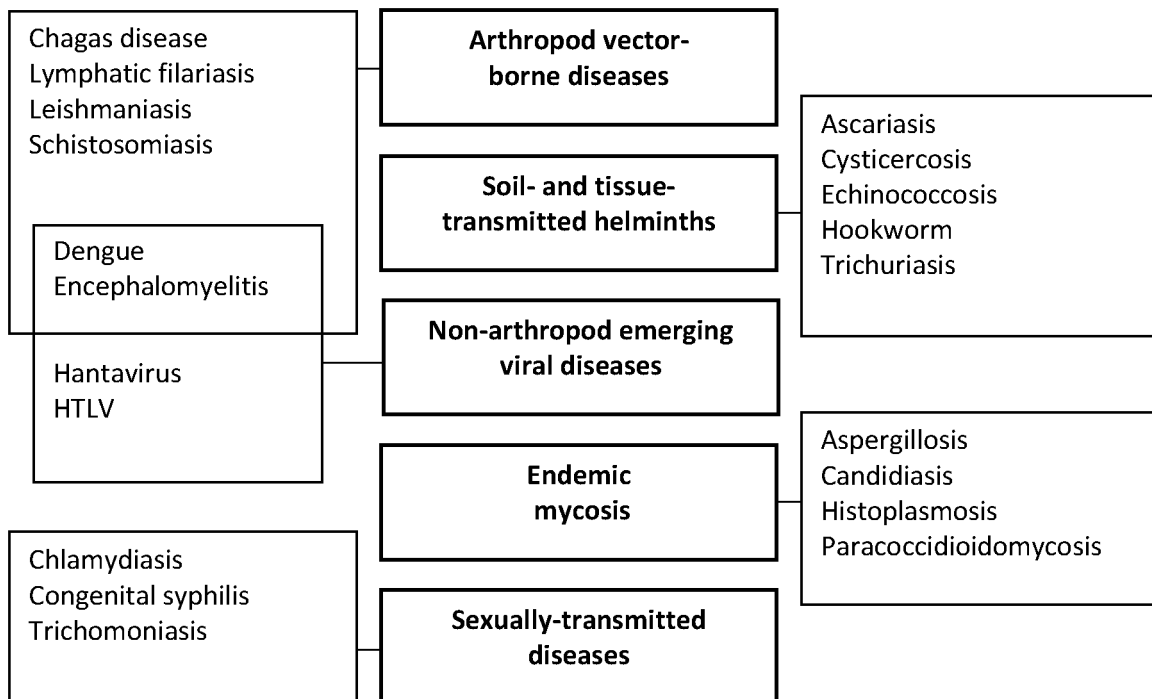 Chagas disease
Lymphatic filariasis
Leishmaniasis
Schistosomiasis
Dengue
Encephalomyelitis
Hantavirus
HTLV
Chlamydiasis
Congenital syphilis
Trichomoniasis
Arthropod vector-
borne diseases
Soil- and tissue-
transmitted helminths
Non-arthropod emerging
viral diseases
Endemic
mycosis
Sexually-transmitted
diseases
Ascariasis
Cysticercosis
Echinococcosis
Hookworm
Trichuriasis
Aspergillosis
Candidiasis
Histoplasmosis
Paracoccidioidomycosis